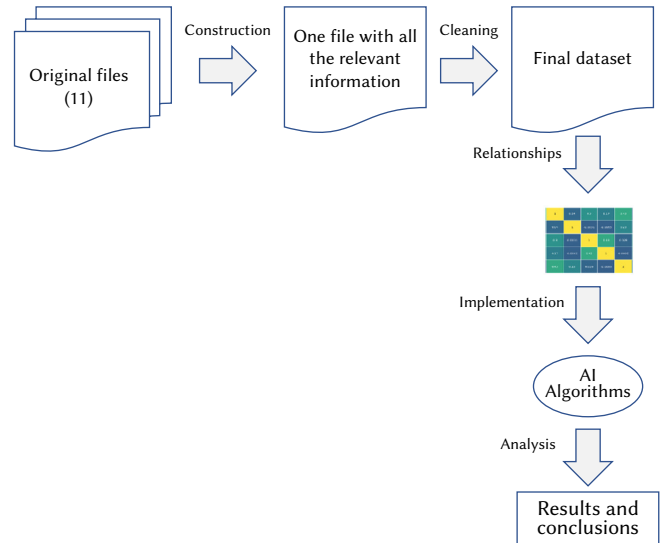 Construction
Cleaning
Original files
(11)
One file with all
the relevant
information
Final dataset
Relationships
Implementation
AI
Algorithms
Analysis
Results and
conclusions